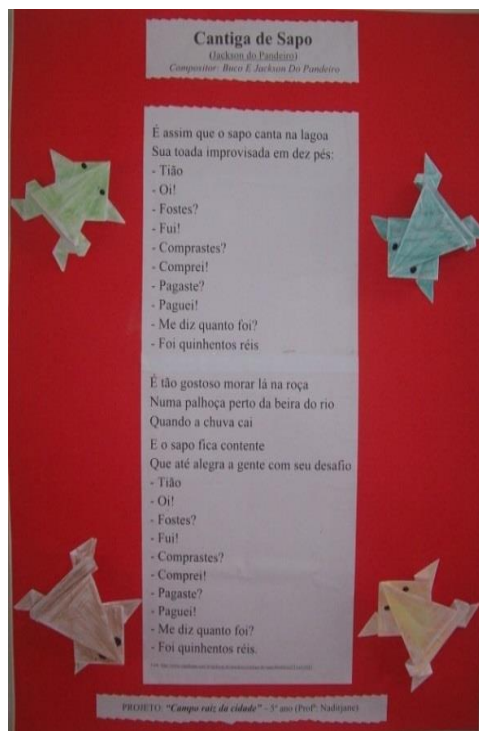 Cantiga de Sapo
(Jackson do Pandeiro)
Compositor: Buco E Jackson Do Pandeiro
É assim que o sapo canta na lagoa
Sua toada improvisada em dez pés:
- Tião
- Oi!
- Fostes?
- Fui!
- Comprastes?
- Comprei!
- Pagaste?
- Paguei!
- Me diz quanto foi?
- Foi quinhentos réis
É tão gostoso morar lá na roça
Numa palhoça perto da beira do rio
Quando a chuva cai
E o sapo fica contente
Que até alegra a gente com seu desafio
- Tião
- Oi!
- Fostes?
- Fui!
- Comprastes?
- Comprei!
- Pagaste?
- Paguei!
- Me diz quanto foi?
- Foi quinhentos réis.
PROJETO: "Campo raiz da cidade" - ano (Profª: Nadirjane)